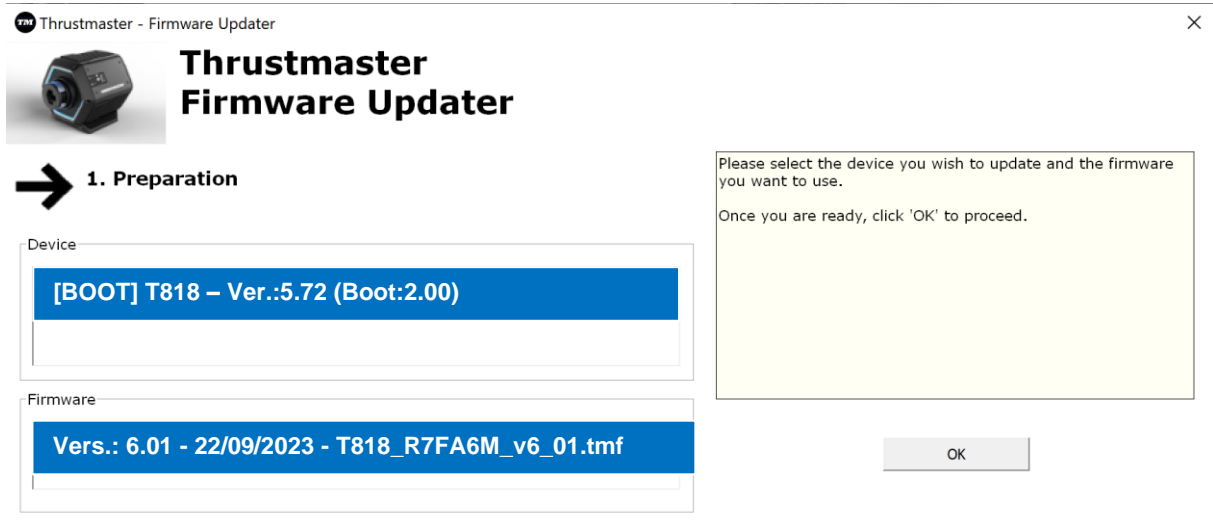 TM Thrustmaster - Firmware Updater
Thrustmaster
Firmware Updater
1. Preparation
Please select the device you wish to update and the firmware
you want to use.
Once you are ready, click 'OK' to proceed.
Device
[BOOT] T818 – Ver.:5.72 (Boot:2.00)
Firmware
Vers.: 6.01 - 22/09/2023 - T818_R7FA6M_v6_01.tmf
OK